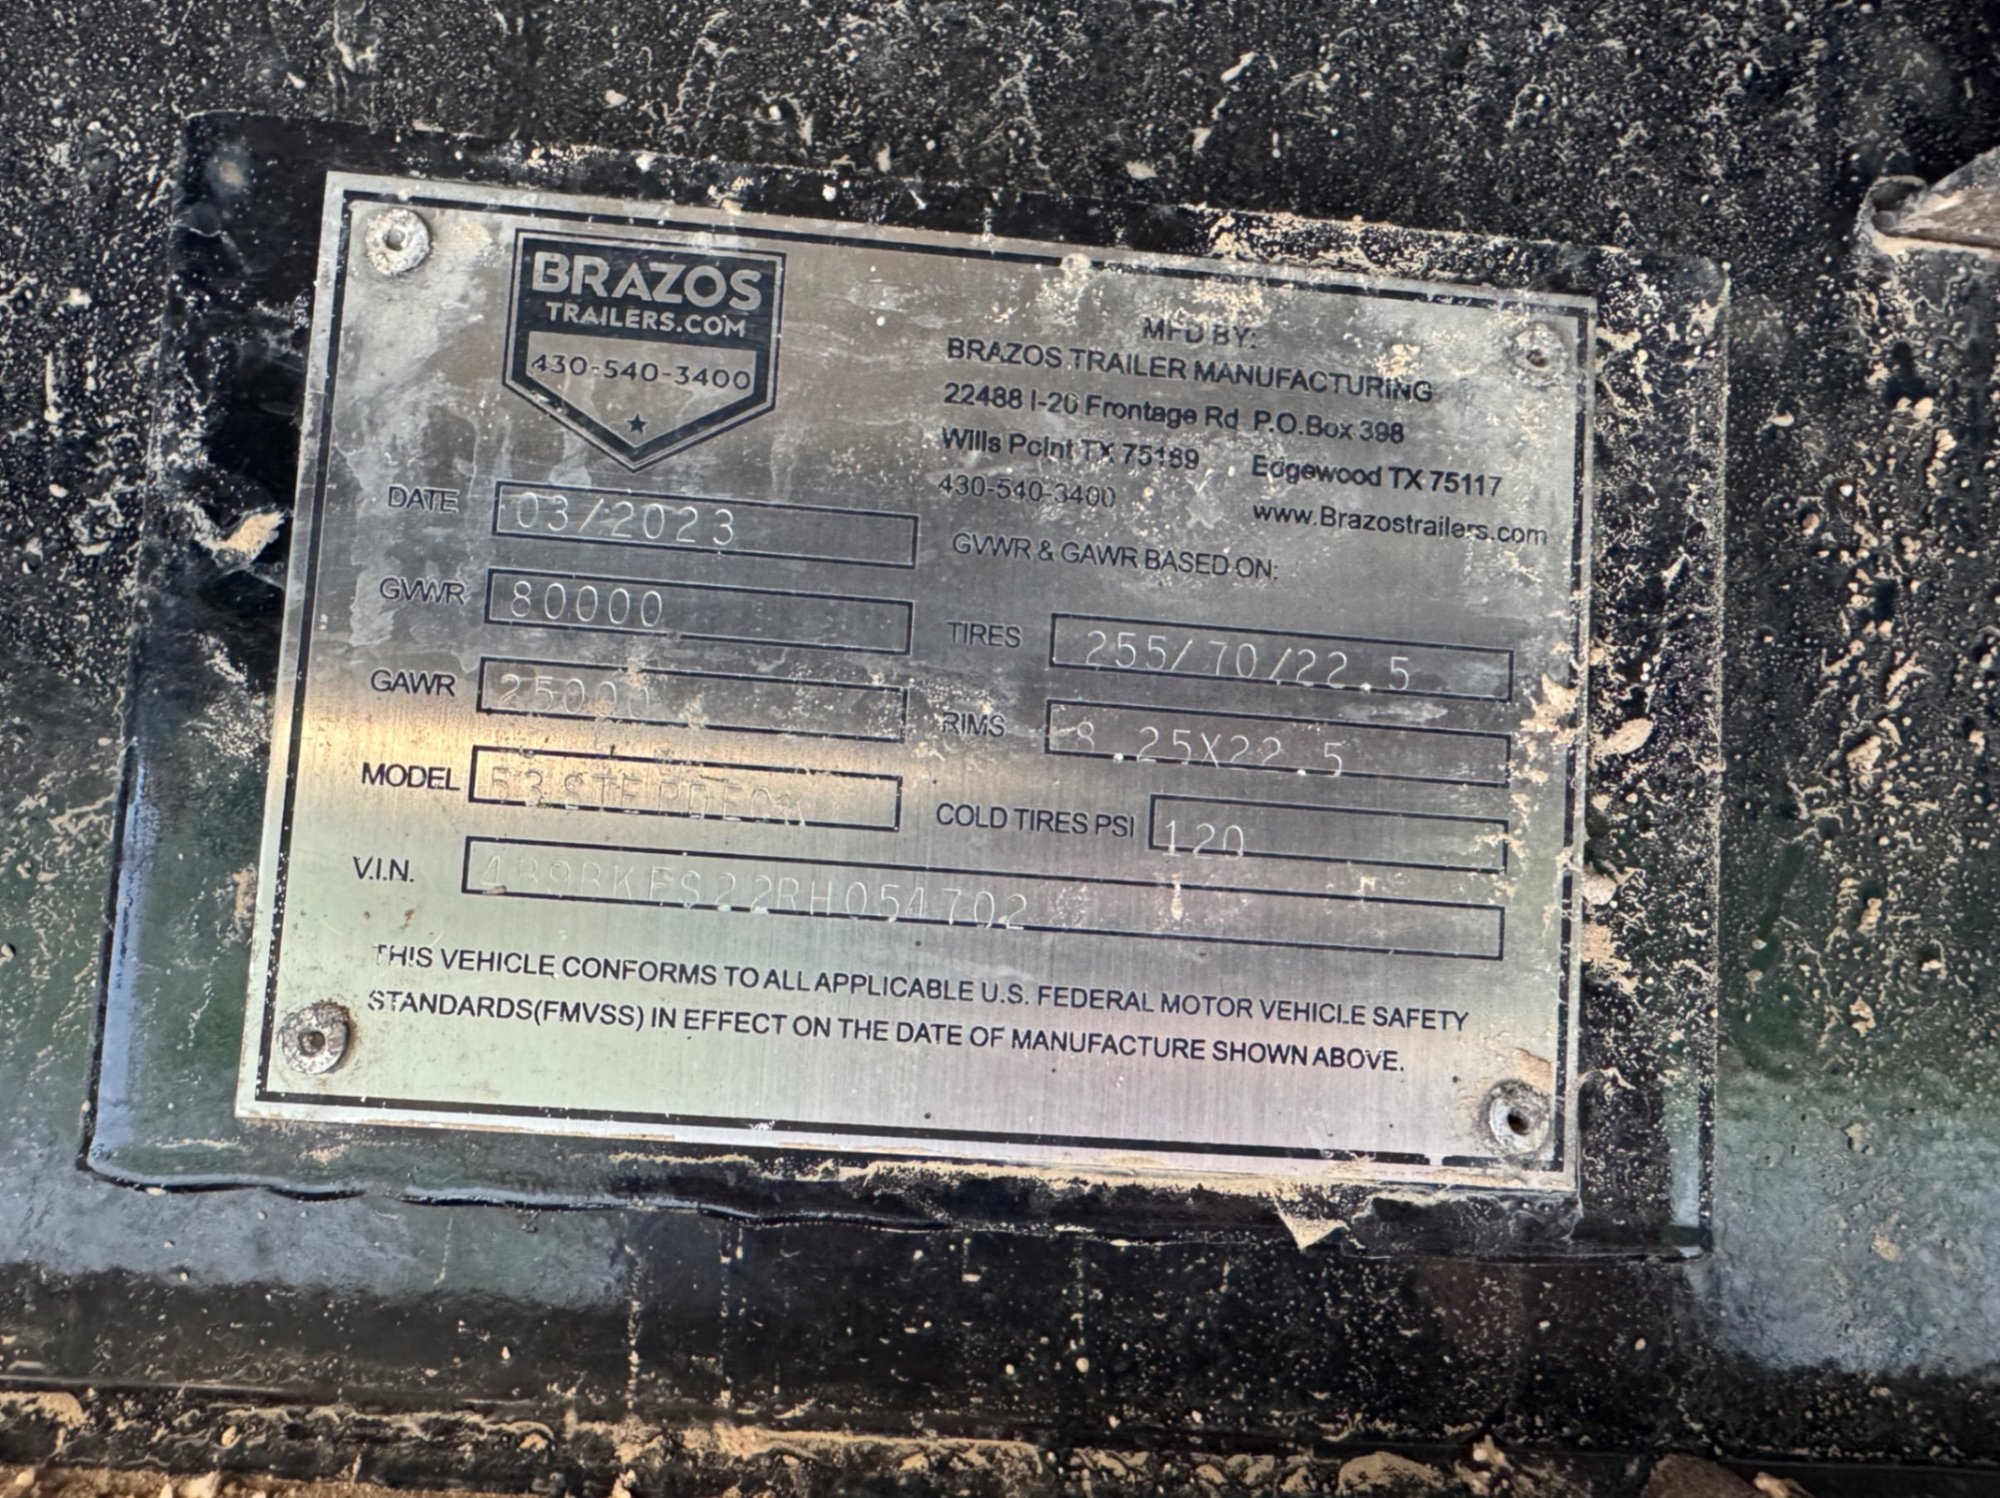 BRAZOS
TRAILERS.COM
430-540-3400
MFD BY:
BRAZOS TRAILER MANUFACTURING
22488 I-20 Frontage Rd P.O.Box 398
Wills Point TX 75169 Edgewood TX 75117
430-540-3400 www.Brazostrailers.com
DATE 03/2023
GVWR & GAWR BASED ON:
GVWR 80000
TIRES 255/70/22.5
GAWR 25000
RIMS 8.25X22.5
MODEL
COLD TIRES PSI 120
V.I.N.
THIS VEHICLE CONFORMS TO ALL APPLICABLE U.S. FEDERAL MOTOR VEHICLE SAFETY
STANDARDS(FMVSS) IN EFFECT ON THE DATE OF MANUFACTURE SHOWN ABOVE.